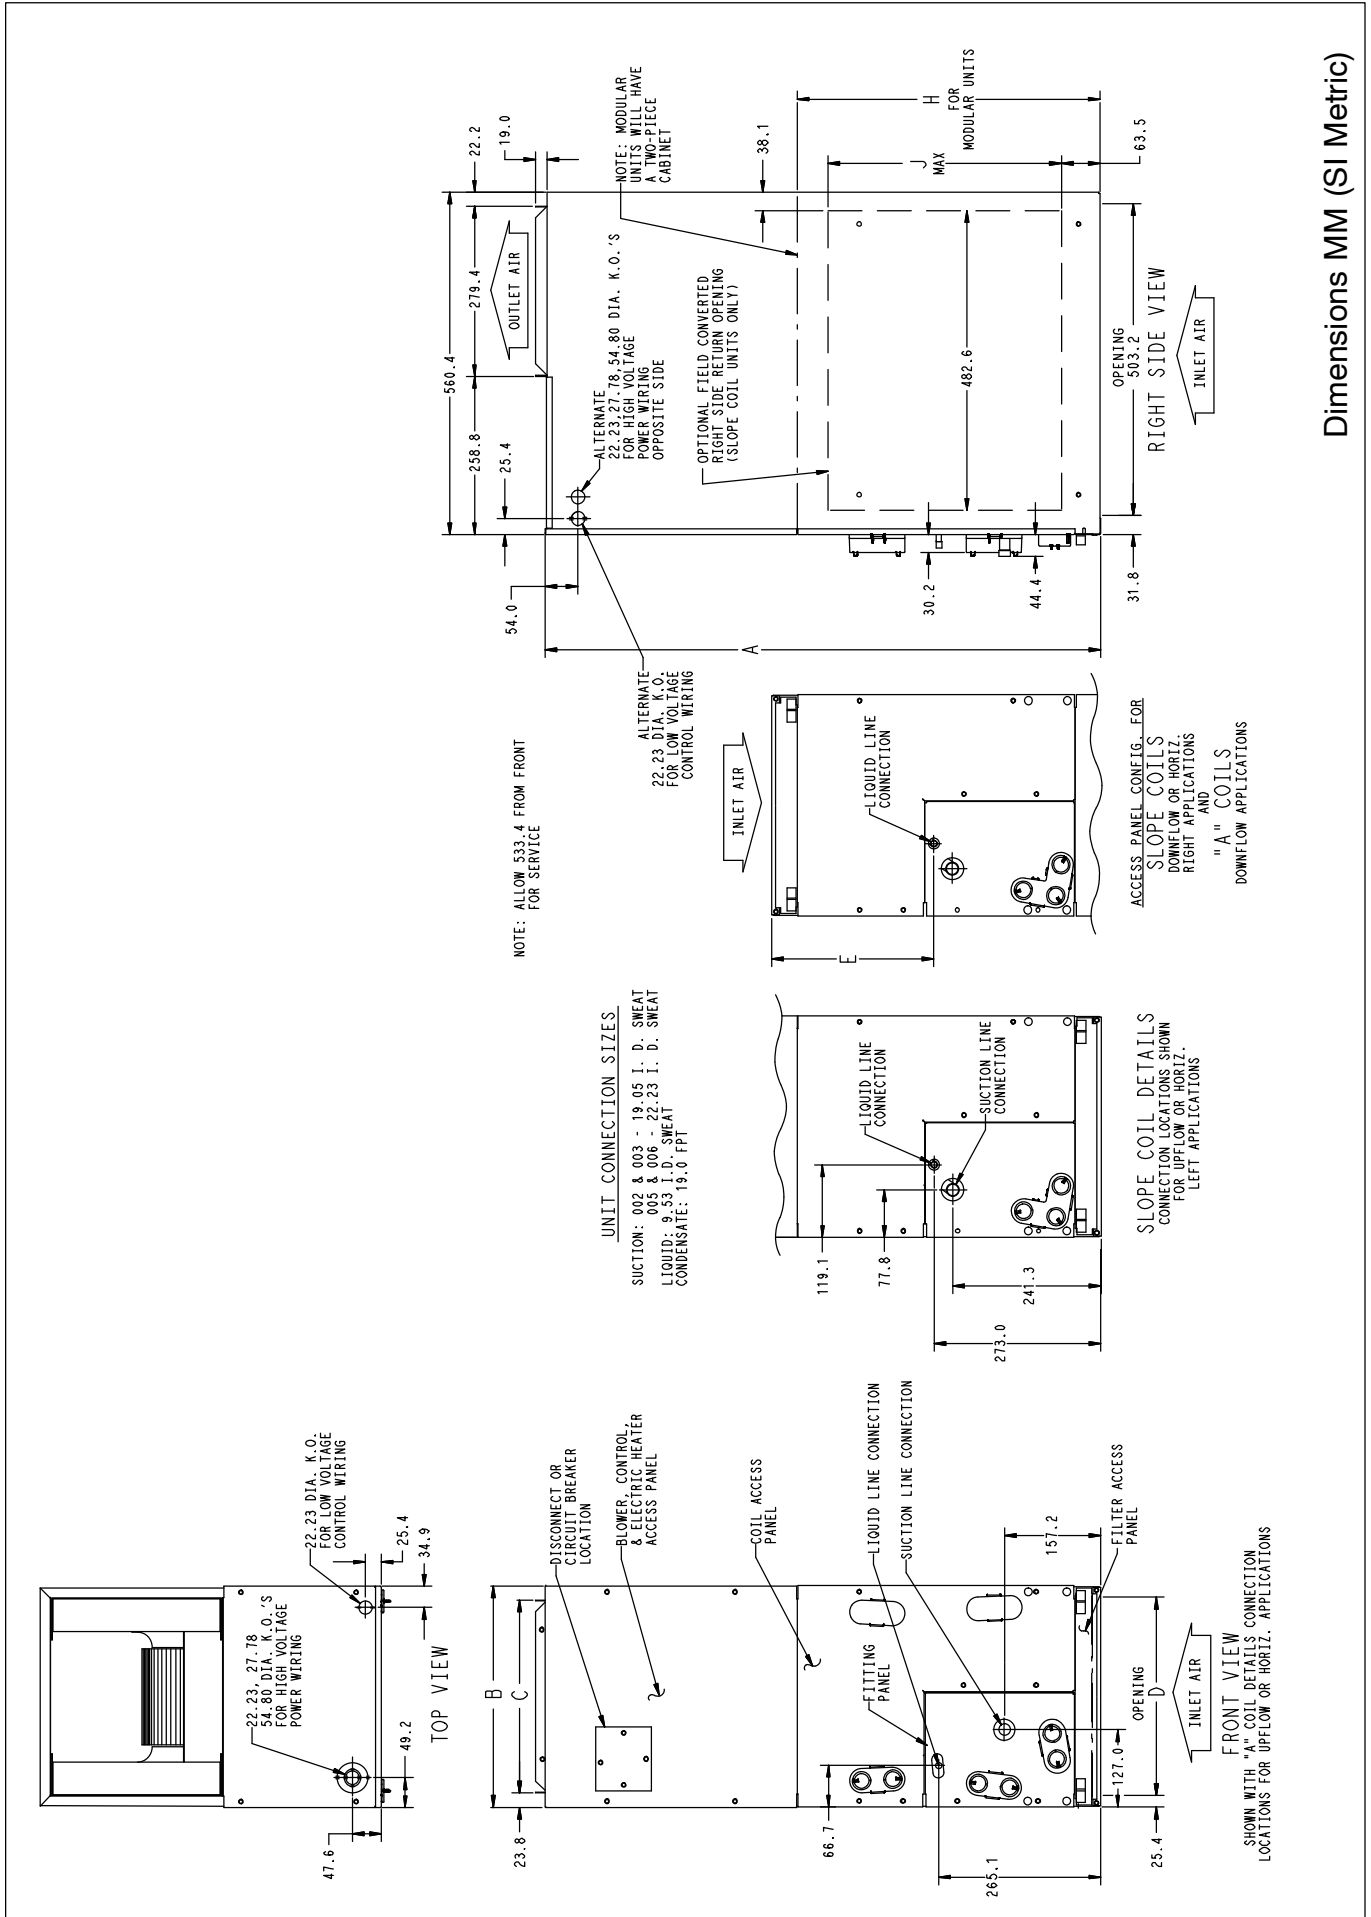 Dimensions MM (SI Metric)
22.23, 27.78
54.80 DIA. K.O.'S
FOR HIGH VOLTAGE
POWER WIRING
22.23 DIA. K.O.
FOR LOW VOLTAGE
CONTROL WIRING
47.6
49.2
25.4
34.9
TOP VIEW
B
C
23.8
DISCONNECT OR
CIRCUIT BREAKER
LOCATION
BLOWER, CONTROL,
& ELECTRIC HEATER
ACCESS PANEL
COIL ACCESS
PANEL
FITTING
PANEL
LIQUID LINE CONNECTION
SUCTION LINE CONNECTION
66.7
265.1
157.2
FILTER ACCESS
PANEL
127.0
25.4
OPENING
D
INLET AIR
FRONT VIEW
SHOWN WITH "A" COIL DETAILS CONNECTION
LOCATIONS FOR UPFLOW OR HORIZ. APPLICATIONS
UNIT CONNECTION SIZES
SUCTION: 002 & 003 - 19.05 I. D. SWEAT
005 & 006 - 22.23 I. D. SWEAT
LIQUID: 9.53 I.D. SWEAT
CONDENSATE: 19.0 FPT
119.1
77.8
273.0
241.3
LIQUID LINE
CONNECTION
SUCTION LINE
CONNECTION
SLOPE COIL DETAILS
CONNECTION LOCATIONS SHOWN
FOR UPFLOW OR HORIZ.
LEFT APPLICATIONS
NOTE: ALLOW 533.4 FROM FRONT
FOR SERVICE
INLET AIR
E
LIQUID LINE
CONNECTION
ACCESS PANEL CONFIG. FOR
SLOPE COILS
DOWNFLOW OR HORIZ.
RIGHT APPLICATIONS
AND
"A" COILS
DOWNFLOW APPLICATIONS
560.4
258.8
279.4
22.2
25.4
19.0
54.0
OUTLET AIR
A
ALTERNATE
22.23 DIA. K.O.
FOR LOW VOLTAGE
CONTROL WIRING
ALTERNATE
22.23,27.78,54.80 DIA. K.O.'S
FOR HIGH VOLTAGE
POWER WIRING
OPPOSITE SIDE
NOTE: MODULAR
UNITS WILL HAVE
A TWO-PIECE
CABINET
OPTIONAL FIELD CONVERTED
RIGHT SIDE RETURN OPENING
(SLOPE COIL UNITS ONLY)
38.1
482.6
H
FOR
MODULAR UNITS
J
MAX
63.5
30.2
44.4
31.8
OPENING
503.2
RIGHT SIDE VIEW
INLET AIR